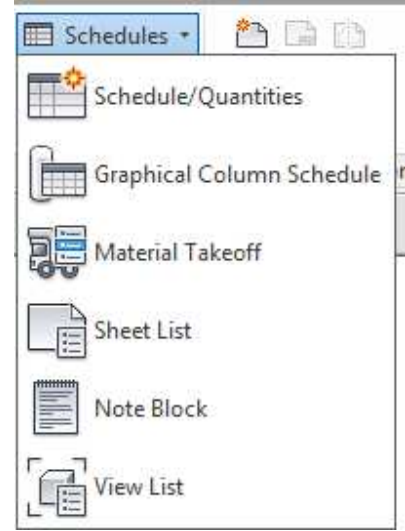 Schedules
Schedule/Quantities
Graphical Column Schedule
Material Takeoff
Sheet List
Note Block
View List